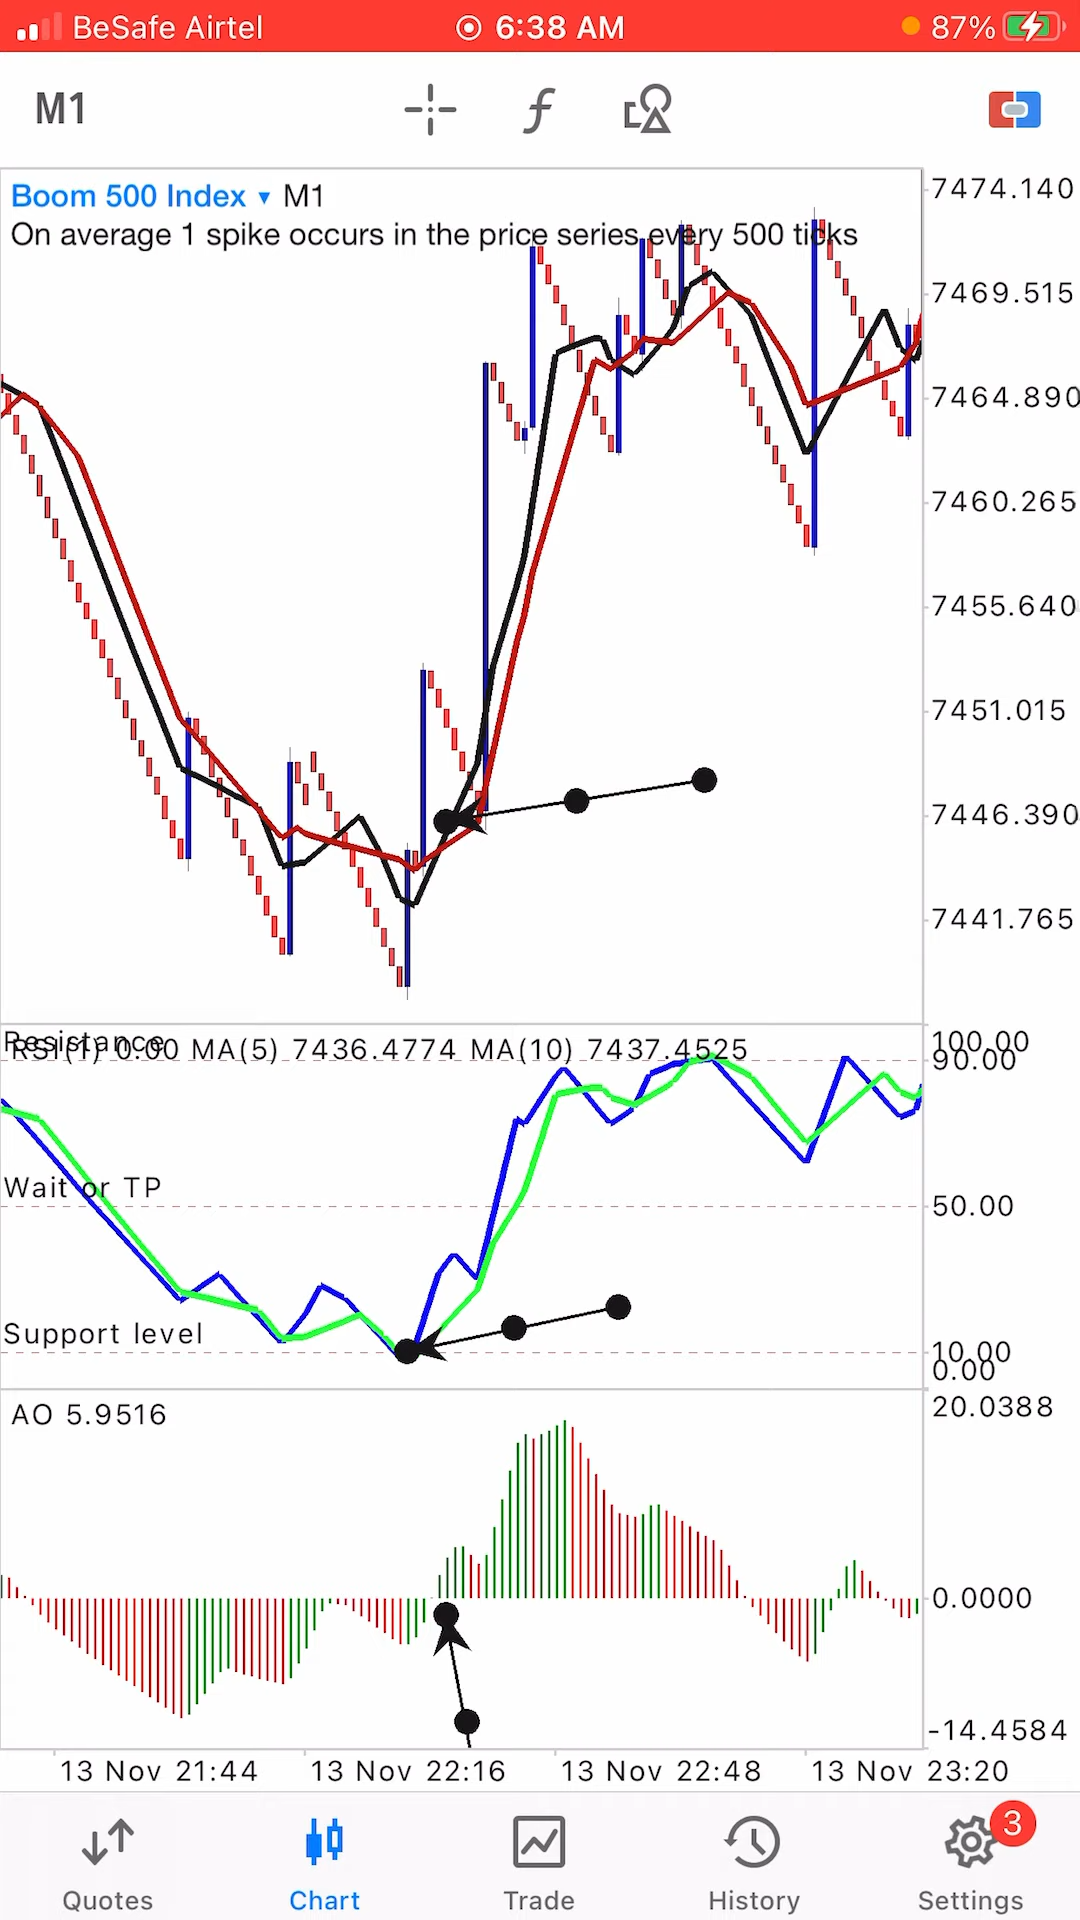 BeSafe Airtel 6:38 AM 87%
M1
Boom 500 Index M1
On average 1 spike occurs in the price series every 500 ticks
7474.140
7469.515
7464.890
7460.265
7455.640
7451.015
7446.390
7441.765
Resistance
RSI(1) 0.00 MA(5) 7436.4774 MA(10) 7437.4525
100.00
90.00
Wait or TP
50.00
Support level
10.00
0.00
AO 5.9516
20.0388
0.0000
-14.4584
13 Nov 21:44 13 Nov 22:16 13 Nov 22:48 13 Nov 23:20
3
Quotes Chart Trade History Settings